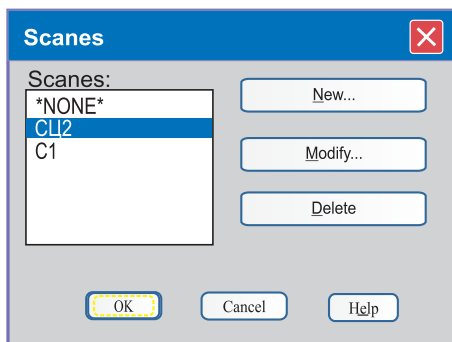 Scanes
Scanes:
*NONE*
СЦ2
C1
New...
Modify...
Delete
OK
Cancel
Help